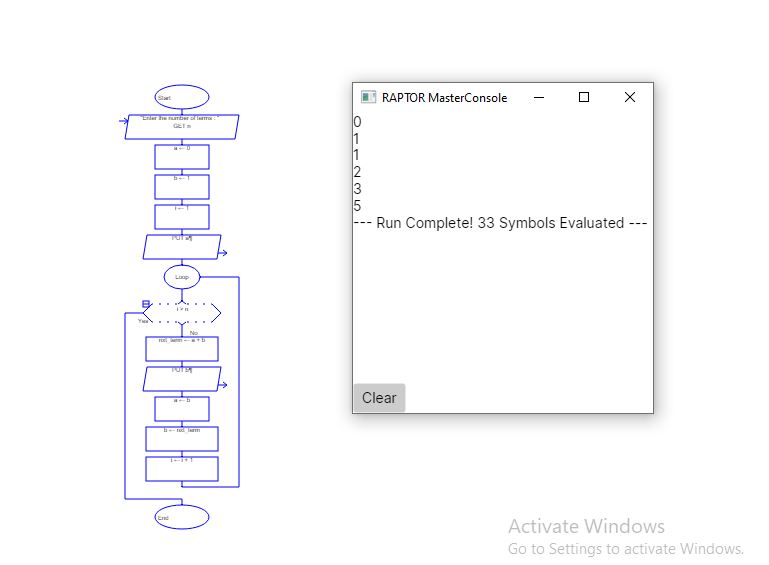 Start
"Enter the number of terms : "
GET n
a ← 0
b ← 1
i ← 1
PUT a¶
Loop
i > n
Yes
No
nxt_term ← a + b
PUT b¶
a ← b
b ← nxt_term
i ← i + 1
End
RAPTOR MasterConsole
0
1
1
2
3
5
--- Run Complete! 33 Symbols Evaluated ---
Clear
Activate Windows
Go to Settings to activate Windows.